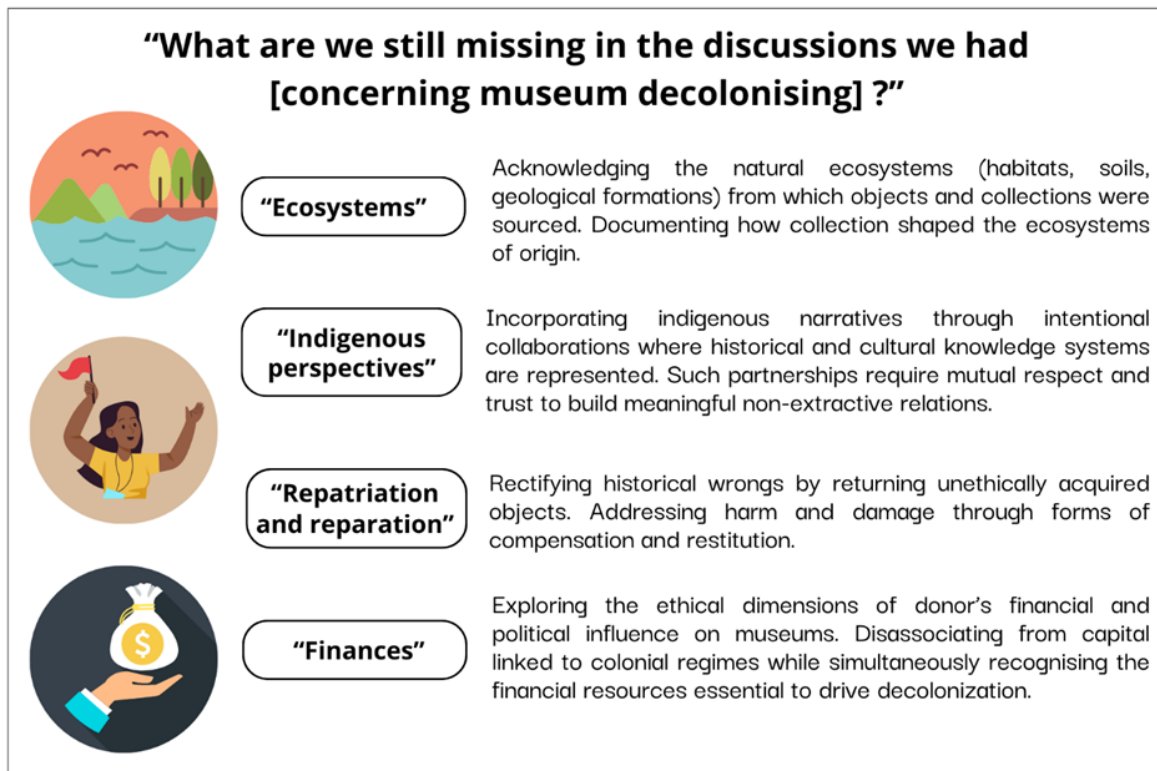 “What are we still missing in the discussions we had
[concerning museum decolonising] ?”
“Ecosystems”
Acknowledging the natural ecosystems (habitats, soils,
geological formations) from which objects and collections were
sourced. Documenting how collection shaped the ecosystems
of origin.
“Indigenous
perspectives”
Incorporating indigenous narratives through intentional
collaborations where historical and cultural knowledge systems
are represented. Such partnerships require mutual respect and
trust to build meaningful non-extractive relations.
“Repatriation
and reparation”
Rectifying historical wrongs by returning unethically acquired
objects. Addressing harm and damage through forms of
compensation and restitution.
$
“Finances”
Exploring the ethical dimensions of donor’s financial and
political influence on museums. Disassociating from capital
linked to colonial regimes while simultaneously recognising the
financial resources essential to drive decolonization.